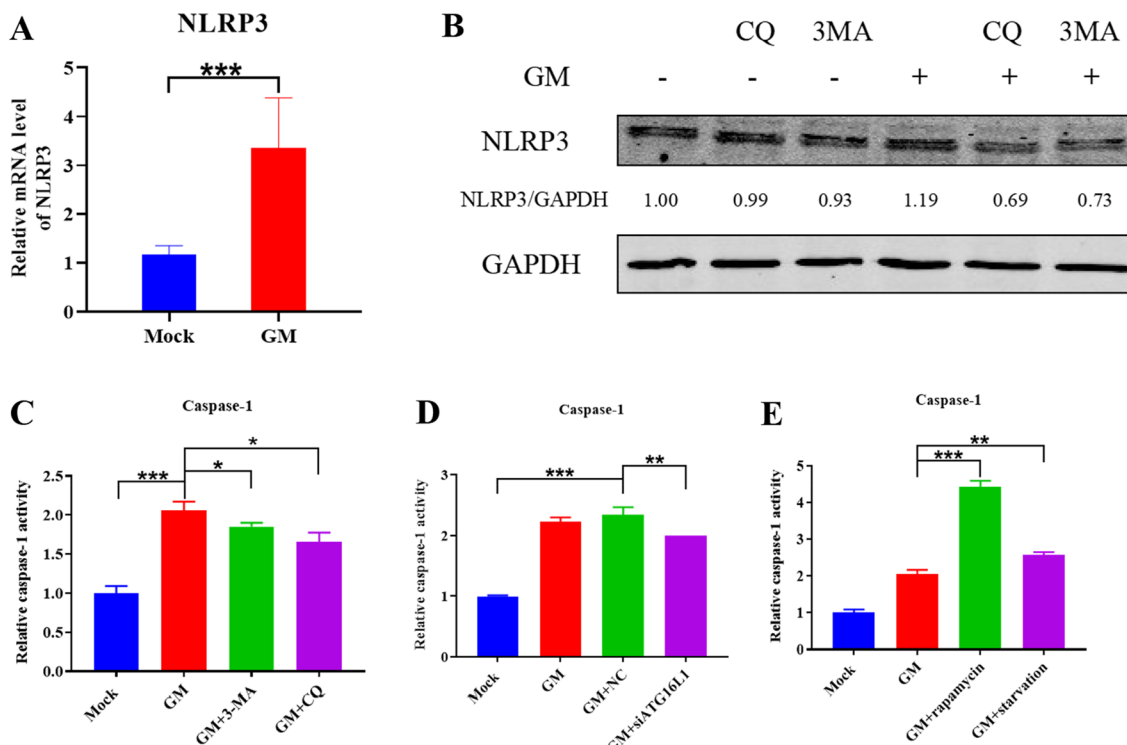 A
NLRP3
Relative mRNA level
of NLRP3
5
4
3
2
1
0
***
Mock GM
B
CQ 3MA CQ 3MA
GM - - - + + +
NLRP3
NLRP3/GAPDH 1.00 0.99 0.93 1.19 0.69 0.73
GAPDH
C
Caspase-1
Relative caspase-1 activity
2.5
2.0
1.5
1.0
0.5
0.0
*
*
***
Mock
GM
GM+3-MA
GM+CQ
D
Caspase-1
Relative caspase-1 activity
3
2
1
0
***
**
Mock
GM
GM+NC
GM+siATG16L1
E
Caspase-1
Relative caspase-1 activity
5
4
3
2
1
0
**
***
Mock
GM
GM+rapamycin
GM+starvation